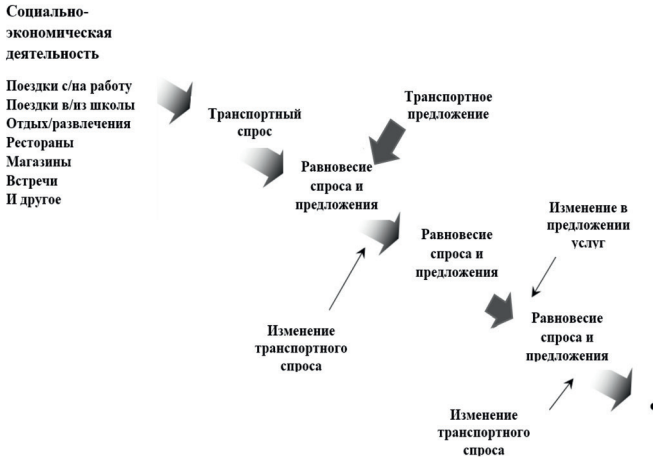 Социально-
экономическая
деятельность
Поездки с/на работу
Поездки в/из школы
Отдых/развлечения
Рестораны
Магазины
Встречи
И другое
Транспортный
спрос
Транспортное
предложение
Равновесие
спроса и
предложения
Равновесие
спроса и
предложения
Изменение в
предложении
услуг
Изменение
транспортного
спроса
Равновесие
спроса и
предложения
Изменение
транспортного
спроса